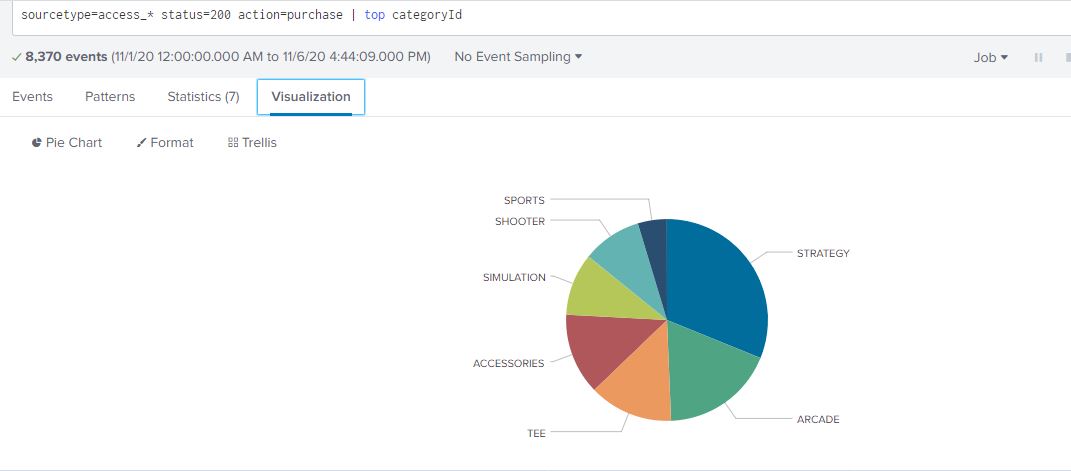 sourcetype=access_* status=200 action=purchase | top categoryId
8,370 events (11/1/20 12:00:00.000 AM to 11/6/20 4:44:09.000 PM) No Event Sampling Job
Events Patterns Statistics (7) Visualization
Pie Chart Format Trellis
SPORTS
SHOOTER
STRATEGY
SIMULATION
ACCESSORIES
ARCADE
TEE